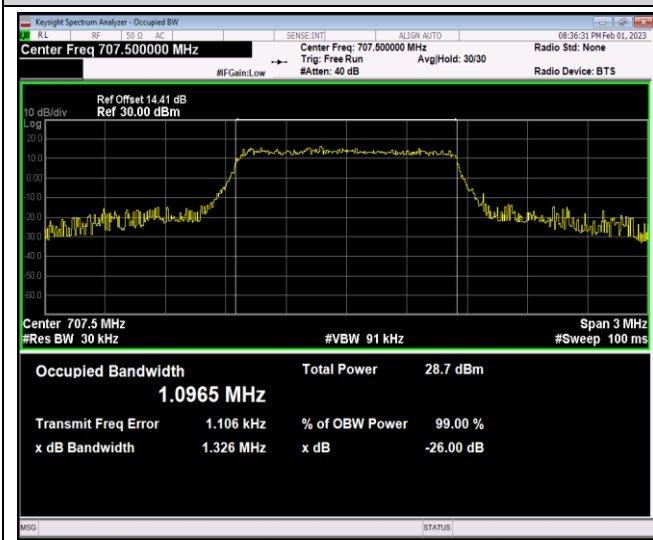 Keysight Spectrum Analyzer - Occupied BW
LXI RL RF 50 Ω AC SENSE:INT ALIGN AUTO 08:36:31 PM Feb 01, 2023
Center Freq 707.500000 MHz Center Freq: 707.500000 MHz Radio Std: None
Trig: Free Run Avg|Hold: 30/30
#IFGain:Low #Atten: 40 dB Radio Device: BTS
Ref Offset 14.41 dB
10 dB/div Ref 30.00 dBm
Log
20.0
10.0
0.00
-10.0
-20.0
-30.0
-40.0
-50.0
-60.0
Center 707.5 MHz Span 3 MHz
#Res BW 30 kHz #VBW 91 kHz #Sweep 100 ms
Occupied Bandwidth Total Power 28.7 dBm
1.0965 MHz
Transmit Freq Error 1.106 kHz % of OBW Power 99.00 %
x dB Bandwidth 1.326 MHz x dB -26.00 dB
MSG STATUS